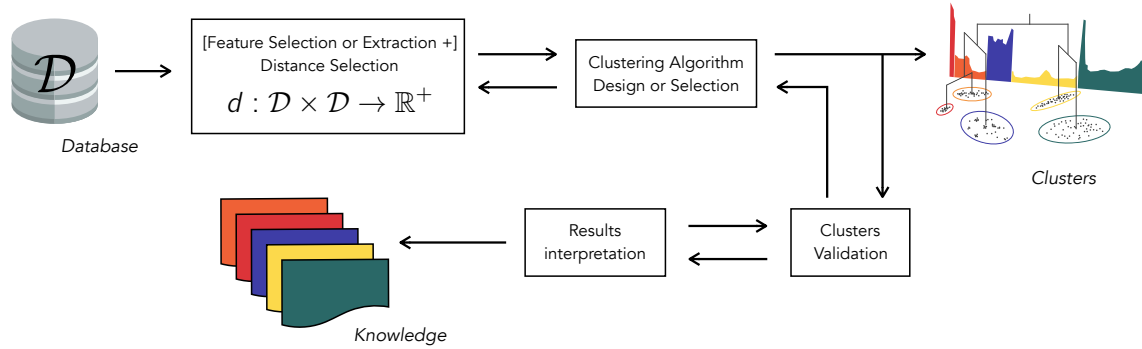 𝒟
Database
[Feature Selection or Extraction +]
Distance Selection
d : 𝒟 × 𝒟 → ℝ⁺
Clustering Algorithm
Design or Selection
Clusters
Results
interpretation
Clusters
Validation
Knowledge